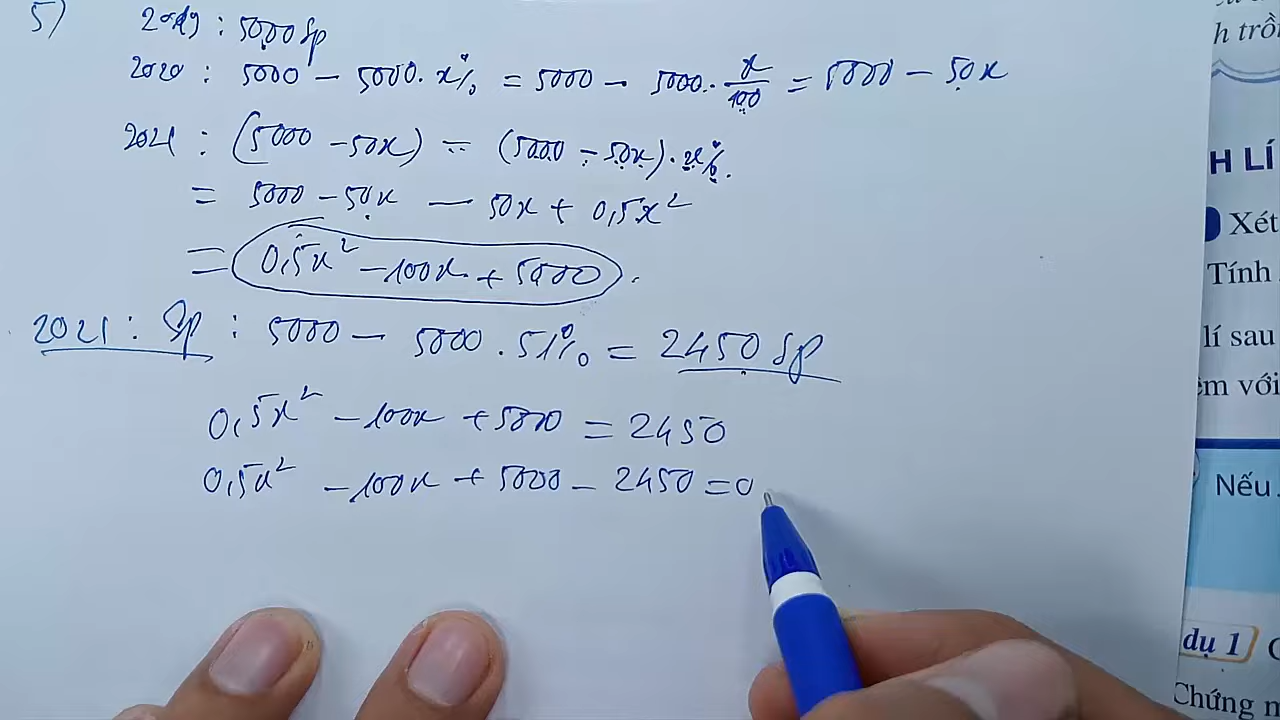 5) 2019 : 5000 Sp
2020 : 5000 - 5000. x% = 5000 - 5000. x/100 = 5000 - 50x
2021 : (5000 - 50x) - (5000 - 50x). x%.
= 5000 - 50x - 50x + 0,5x²
= 0,5x² - 100x + 5000.
2021 : Sp : 5000 - 5000. 51% = 2450 Sp
0,5x² - 100x + 5000 = 2450
0,5x² - 100x + 5000 - 2450 = 0
h trồ
H LÍ
Xét
Tính
lí sau
ệm với
Nếu
dụ 1
Chứng